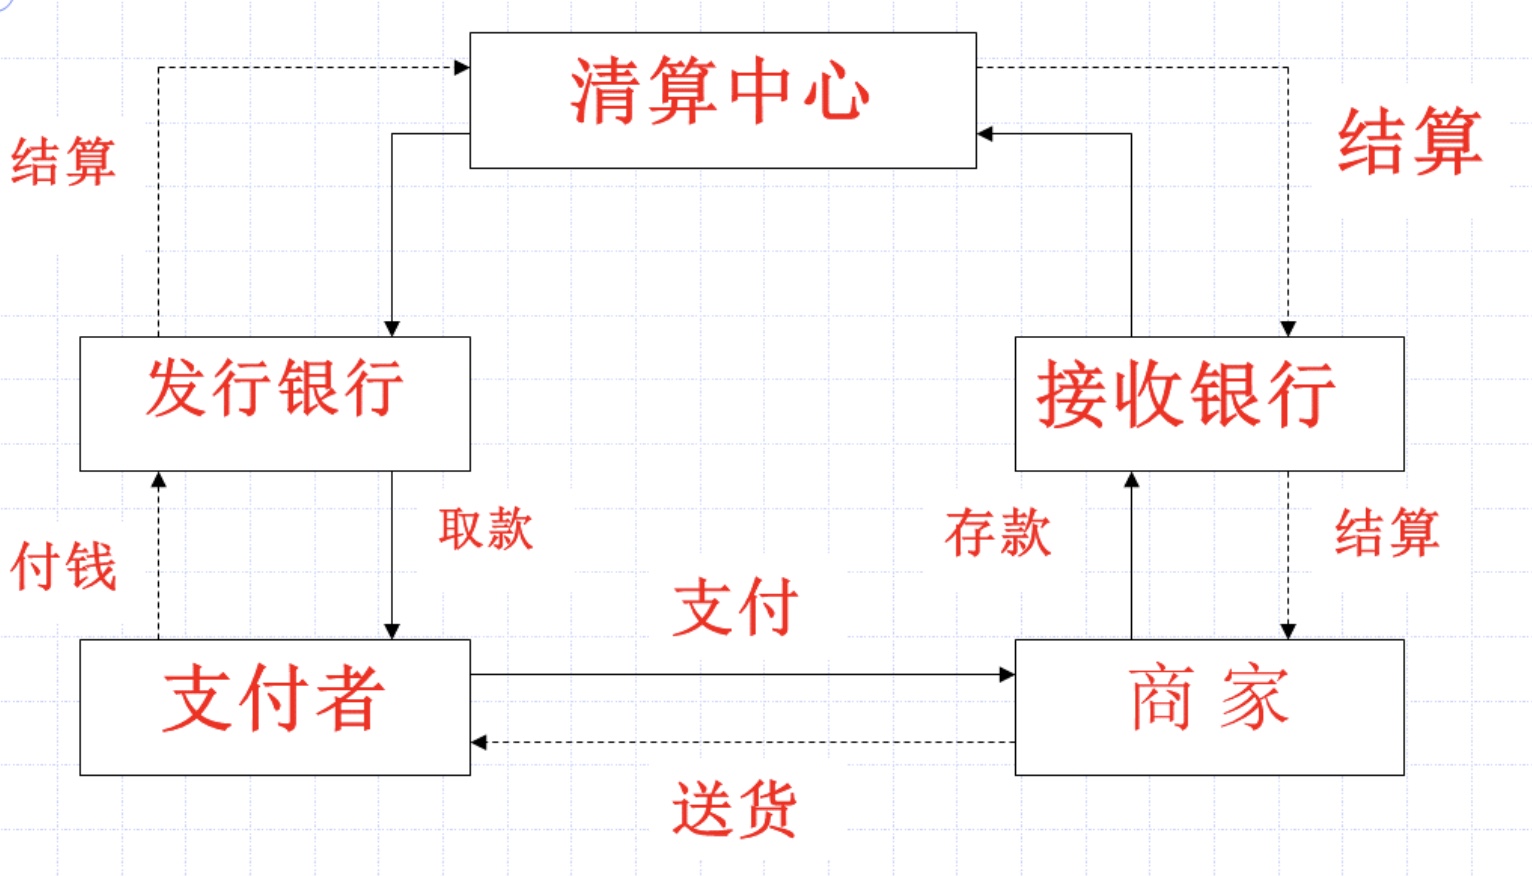 清算中心
结算
结算
发行银行
接收银行
付钱
取款
存款
结算
支付
支付者
商家
送货